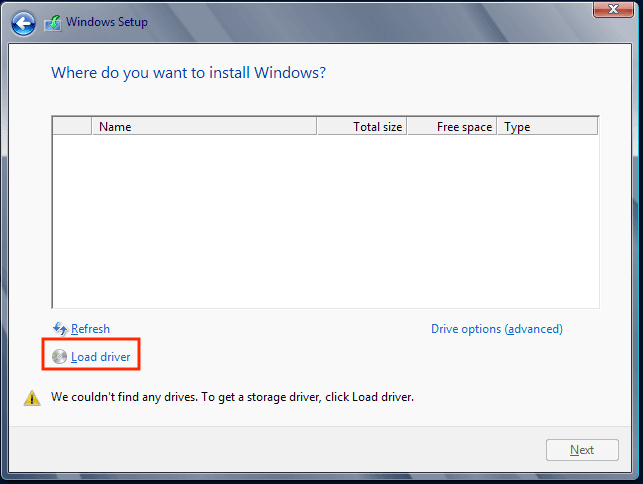 Windows Setup
Where do you want to install Windows?
Name Total size Free space Type
Refresh Drive options (advanced)
Load driver
We couldn't find any drives. To get a storage driver, click Load driver.
Next